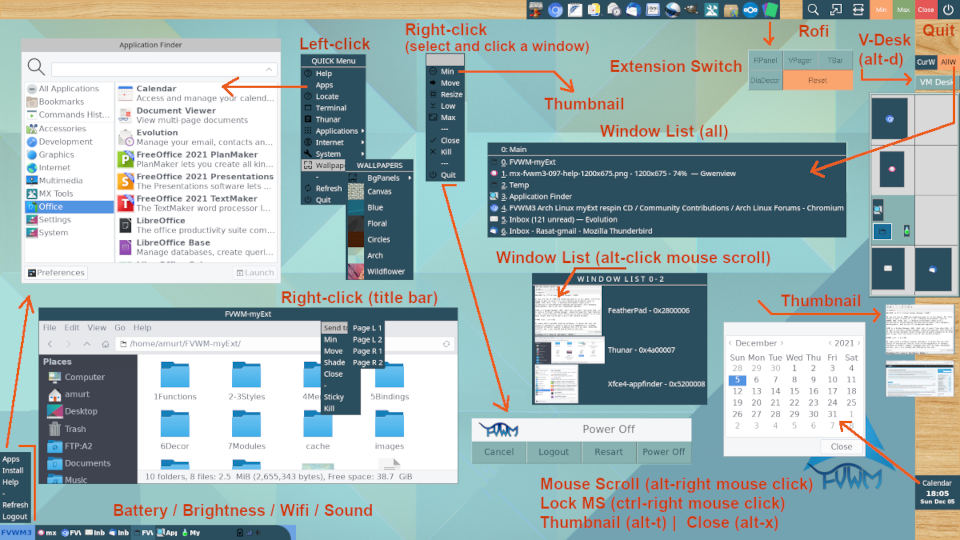 Min
Max
Close
Rofi
Quit
Left-click
Right-click
(select and click a window)
Extension Switch
V-Desk
(alt-d)
RPanel
VPager
TBar
DiaDecor
Reset
CurW
AllW
VM Desk
Application Finder
All Applications
Bookmarks
Commands Hist...
Accessories
Development
Graphics
Internet
Multimedia
MX Tools
Office
Settings
System
Calendar
Access and manage your calend...
Document Viewer
View multi-page documents
Evolution
Manage your email, contacts an...
FreeOffice 2021 PlanMaker
PlanMaker lets you create all kin...
FreeOffice 2021 Presentations
The Presentations software lets ...
FreeOffice 2021 TextMaker
The TextMaker word processor l...
LibreOffice
The office productivity suite com...
LibreOffice Base
Manage databases, create queri...
Preferences
Launch
QUICK Menu
Help
Apps
Locate
Terminal
Thunar
Applications
Internet
System
Wallpap
-
Refresh
Quit
WALLPAPERS
BgPanels
Canvas
Blue
Floral
Circles
Arch
Wildflower
Min
Move
Resize
Low
Max
---
Close
Kill
---
Quit
Thumbnail
Window List (all)
0: Main
0. FVWM-myExt
1. mx-fwm3-097-help-1200x675.png - 1200x675 - 74% — Gwenview
2. Temp
3. Application Finder
4. FVWM3 Arch Linux myExt respin CD / Community Contributions / Arch Linux Forums - Chromium
5. Inbox (121 unread) — Evolution
6. Inbox - Rasat-gmail - Mozilla Thunderbird
Window List (alt-click mouse scroll)
WINDOW LIST 0-2
FeatherPad - 0x2800006
Thunar - 0x4a00007
Xfce4-appfinder - 0x5200008
Thumbnail
Right-click (title bar)
FVWM-myExt
File Edit View Go Help
/home/amurt/FVWM-myExt/
Places
Computer
amurt
Desktop
Trash
FTP:A2
Documents
Music
1Functions
2-3Styles
4Me
5Bindings
6Decor
7Modules
cache
images
10 folders, 8 files: 2.5 MiB (2,655,343 bytes), Free space: 38.7 GiB
Send to
Min
Move
Shade
Close
-
Sticky
Kill
Page L 1
Page L 2
Page R 1
Page R 2
December
2021
Sun Mon Tue Wed Thu Fri Sat
28 29 30 1 2 3 4
5 6 7 8 9 10 11
12 13 14 15 16 17 18
19 20 21 22 23 24 25
26 27 28 29 30 31 1
2 3 4 5 6 7
Close
FVWM
Power Off
Cancel
Logout
Resart
Power Off
FVWM
Mouse Scroll (alt-right mouse click)
Lock MS (ctrl-right mouse click)
Thumbnail (alt-t) | Close (alt-x)
Calendar
18:05
Sun Dec 05
Apps
Install
Help
-
Refresh
Logout
Battery / Brightness / Wifi / Sound
FVWM3
mx
FVV
Inb
Inb
FVV
App
My